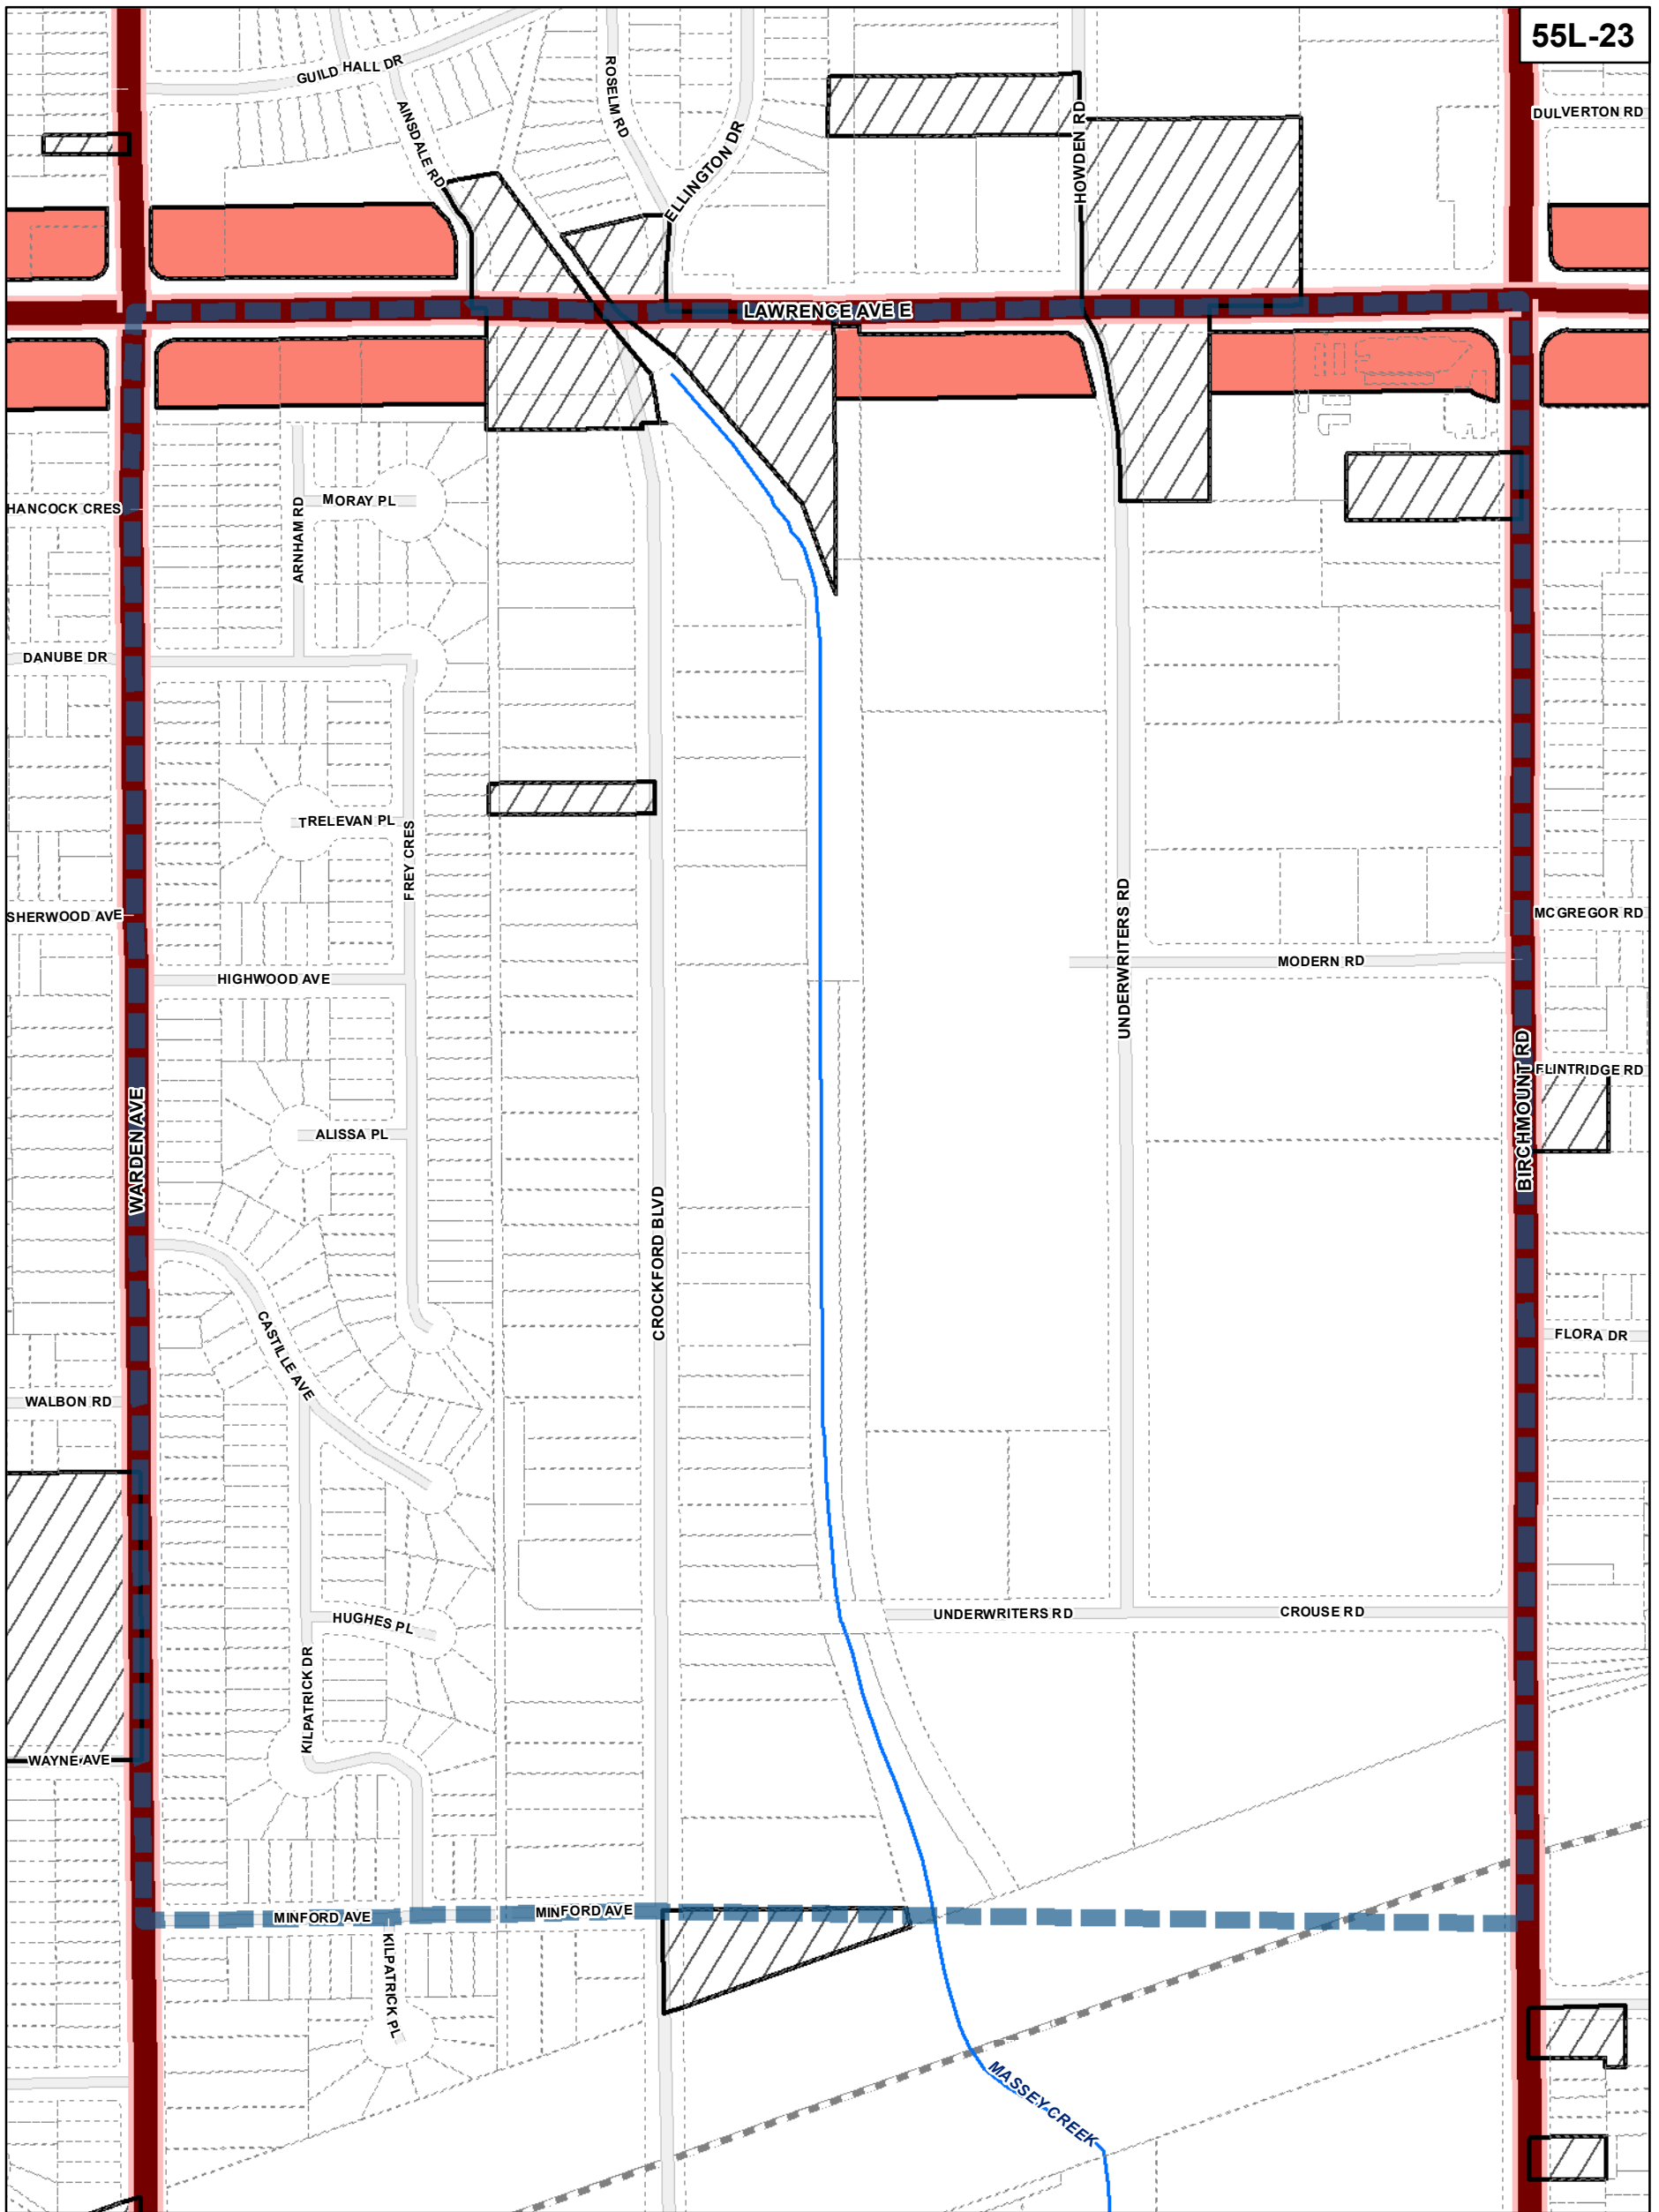 55L-23
GUILD HALL DR
AINSDALE RD
ROSELM RD
ELLINGTON DR
HOWDEN RD
DULVERTON RD
LAWRENCE AVE E
HANCOCK CRES
MORAY PL
ARNHAM RD
DANUBE DR
TRELEVAN PL
FREY CRES
SHERWOOD AVE
MCGREGOR RD
UNDERWRITERS RD
MODERN RD
HIGHWOOD AVE
FLINTRIDGE RD
BIRCHMOUNT RD
WARDEN AVE
ALISSA PL
CROCKFORD BLVD
CASTILLE AVE
FLORA DR
WALBON RD
HUGHES PL
UNDERWRITERS RD
CROUSE RD
KILPATRICK DR
WAYNE AVE
MINFORD AVE
MINFORD AVE
KILPATRICK PL
MASSEY CREEK